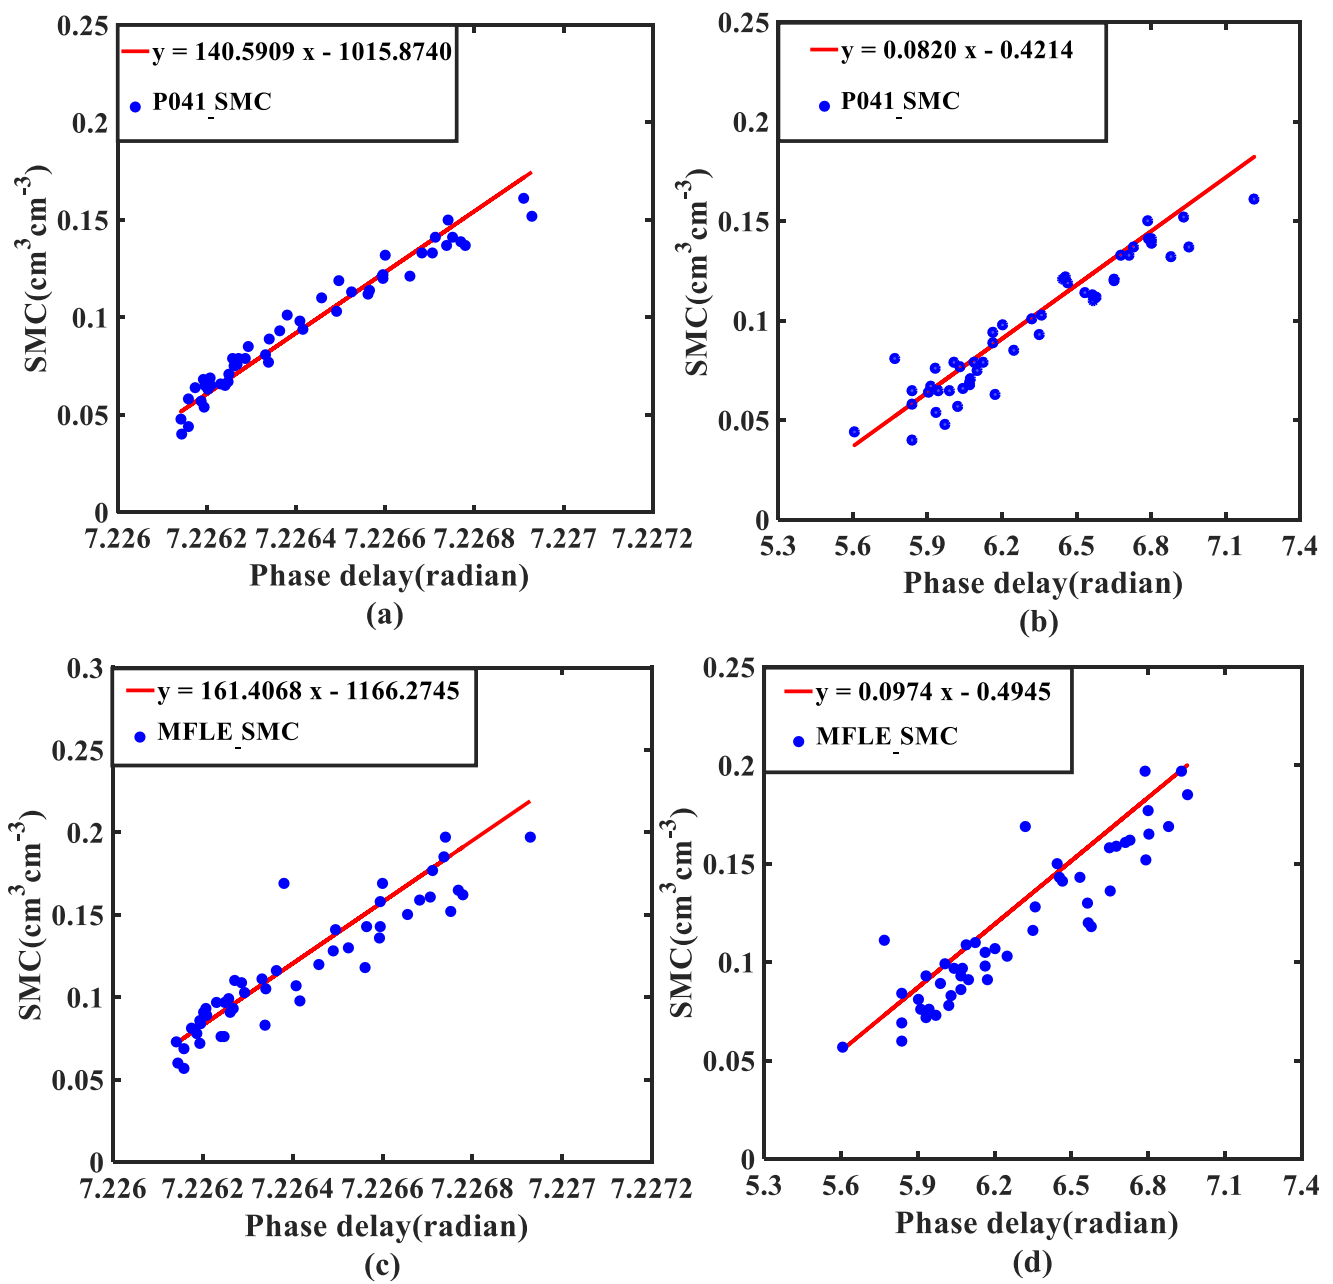 y = 140.5909 x - 1015.8740
P041_SMC
0.25
0.2
0.15
0.1
0.05
0
SMC(cm3cm-3)
7.226 7.2262 7.2264 7.2266 7.2268 7.227 7.2272
Phase delay(radian)
(a)
y = 0.0820 x - 0.4214
P041_SMC
0.25
0.2
0.15
0.1
0.05
0
SMC(cm3cm-3)
5.3 5.6 5.9 6.2 6.5 6.8 7.1 7.4
Phase delay(radian)
(b)
y = 161.4068 x - 1166.2745
MFLE_SMC
0.3
0.25
0.2
0.15
0.1
0.05
0
SMC(cm3cm-3)
7.226 7.2262 7.2264 7.2266 7.2268 7.227 7.2272
Phase delay(radian)
(c)
y = 0.0974 x - 0.4945
MFLE_SMC
0.25
0.2
0.15
0.1
0.05
0
SMC(cm3cm-3)
5.3 5.6 5.9 6.2 6.5 6.8 7.1 7.4
Phase delay(radian)
(d)